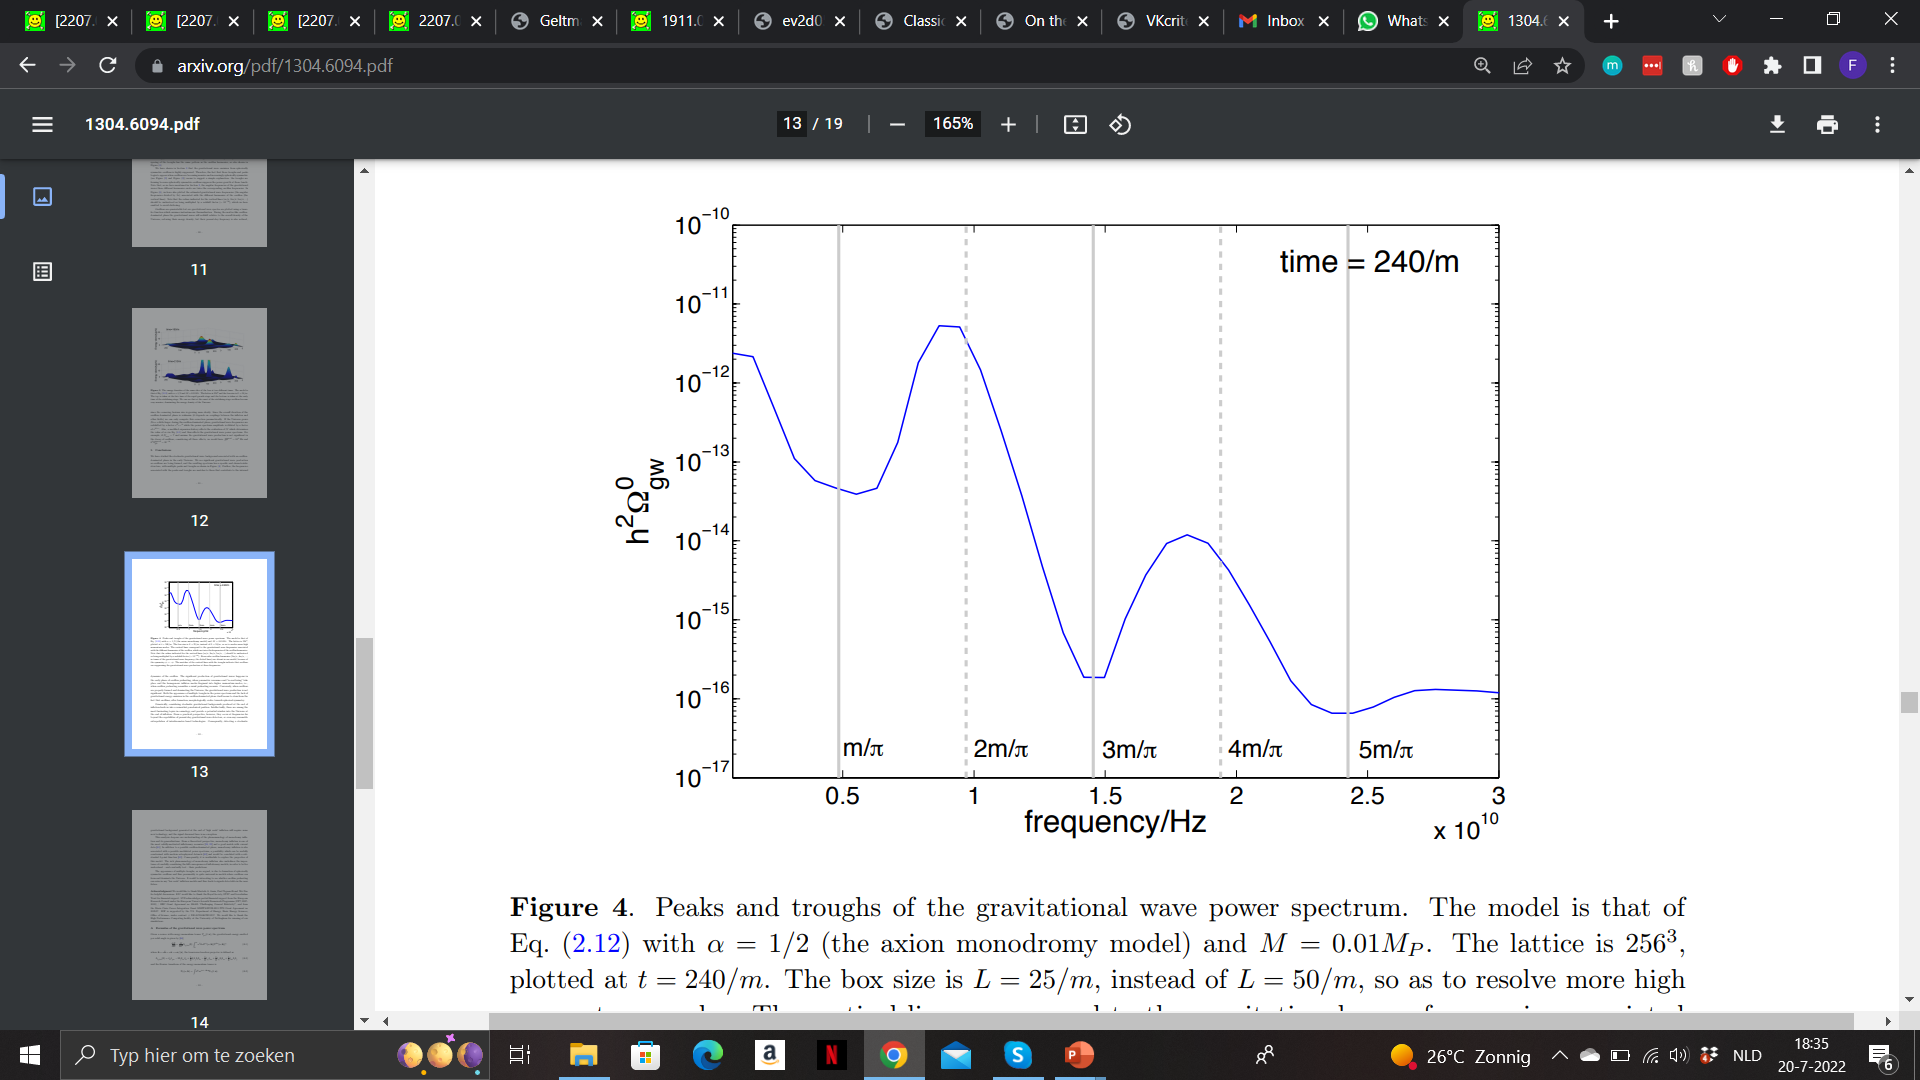 [2207.
[2207.
[2207.
2207.0
Geltm
1911.0
ev2d0
Classic
On the
VKcrit
Inbox
Whats
1304.6
arxiv.org/pdf/1304.6094.pdf
F
1304.6094.pdf
13 / 19
165%
11
12
13
14
10⁻¹⁰
time = 240/m
10⁻¹¹
10⁻¹²
10⁻¹³
10⁻¹⁴
10⁻¹⁵
10⁻¹⁶
10⁻¹⁷
h²Ω⁰gw
m/π 2m/π 3m/π 4m/π 5m/π
0.5 1 1.5 2 2.5 3
frequency/Hz
x 10¹⁰
Figure 4. Peaks and troughs of the gravitational wave power spectrum. The model is that of
Eq. (2.12) with α = 1/2 (the axion monodromy model) and M = 0.01M_P. The lattice is 256³,
plotted at t = 240/m. The box size is L = 25/m, instead of L = 50/m, so as to resolve more high
Typ hier om te zoeken
26°C Zonnig
NLD
18:35
20-7-2022
6